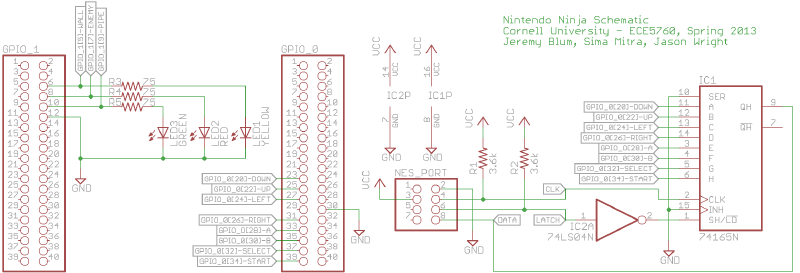 Nintendo Ninja Schematic
Cornell University - ECE5760, Spring 2013
Jeremy Blum, Sima Mitra, Jason Wright
GPIO_1(5)-WALL
GPIO_1(7)-ENEMY
GPIO_1(9)-PIPE
GPIO_1
1 2
3 4
5 6
7 8
9 10
11 12
13 14
15 16
17 18
19 20
21 22
23 24
25 26
27 28
29 30
31 32
33 34
35 36
37 38
39 40
GND
R3 75
R4 75
R5 75
LED3
GREEN
LED2
RED
LED1
YELLOW
GPIO_0
1 2
3 4
5 6
7 8
9 10
11 12
13 14
15 16
17 18
19 20
21 22
23 24
25 26
27 28
29 30
31 32
33 34
35 36
37 38
39 40
GPIO_0(20)-DOWN
GPIO_0(22)-UP
GPIO_0(24)-LEFT
GPIO_0(26)-RIGHT
GPIO_0(28)-A
GPIO_0(30)-B
GPIO_0(32)-SELECT
GPIO_0(34)-START
GND
VCC
14
VCC
IC2P
7
GND
GND
VCC
16
VCC
IC1P
8
GND
GND
VCC
R1
3.6k
VCC
R2
3.6k
VCC
NES_PORT
1 2
3 4
5 6
7 8
GND
CLK
DATA
LATCH
1
IC2A
2
74LS04N
GPIO_0(20)-DOWN
GPIO_0(22)-UP
GPIO_0(24)-LEFT
GPIO_0(26)-RIGHT
GPIO_0(28)-A
GPIO_0(30)-B
GPIO_0(32)-SELECT
GPIO_0(34)-START
IC1
10 SER
11 A
12 B
13 C
14 D
3 E
4 F
5 G
6 H
2 CLK
15 INH
1 SH/LD
QH 9
QH 7
74165N
GND